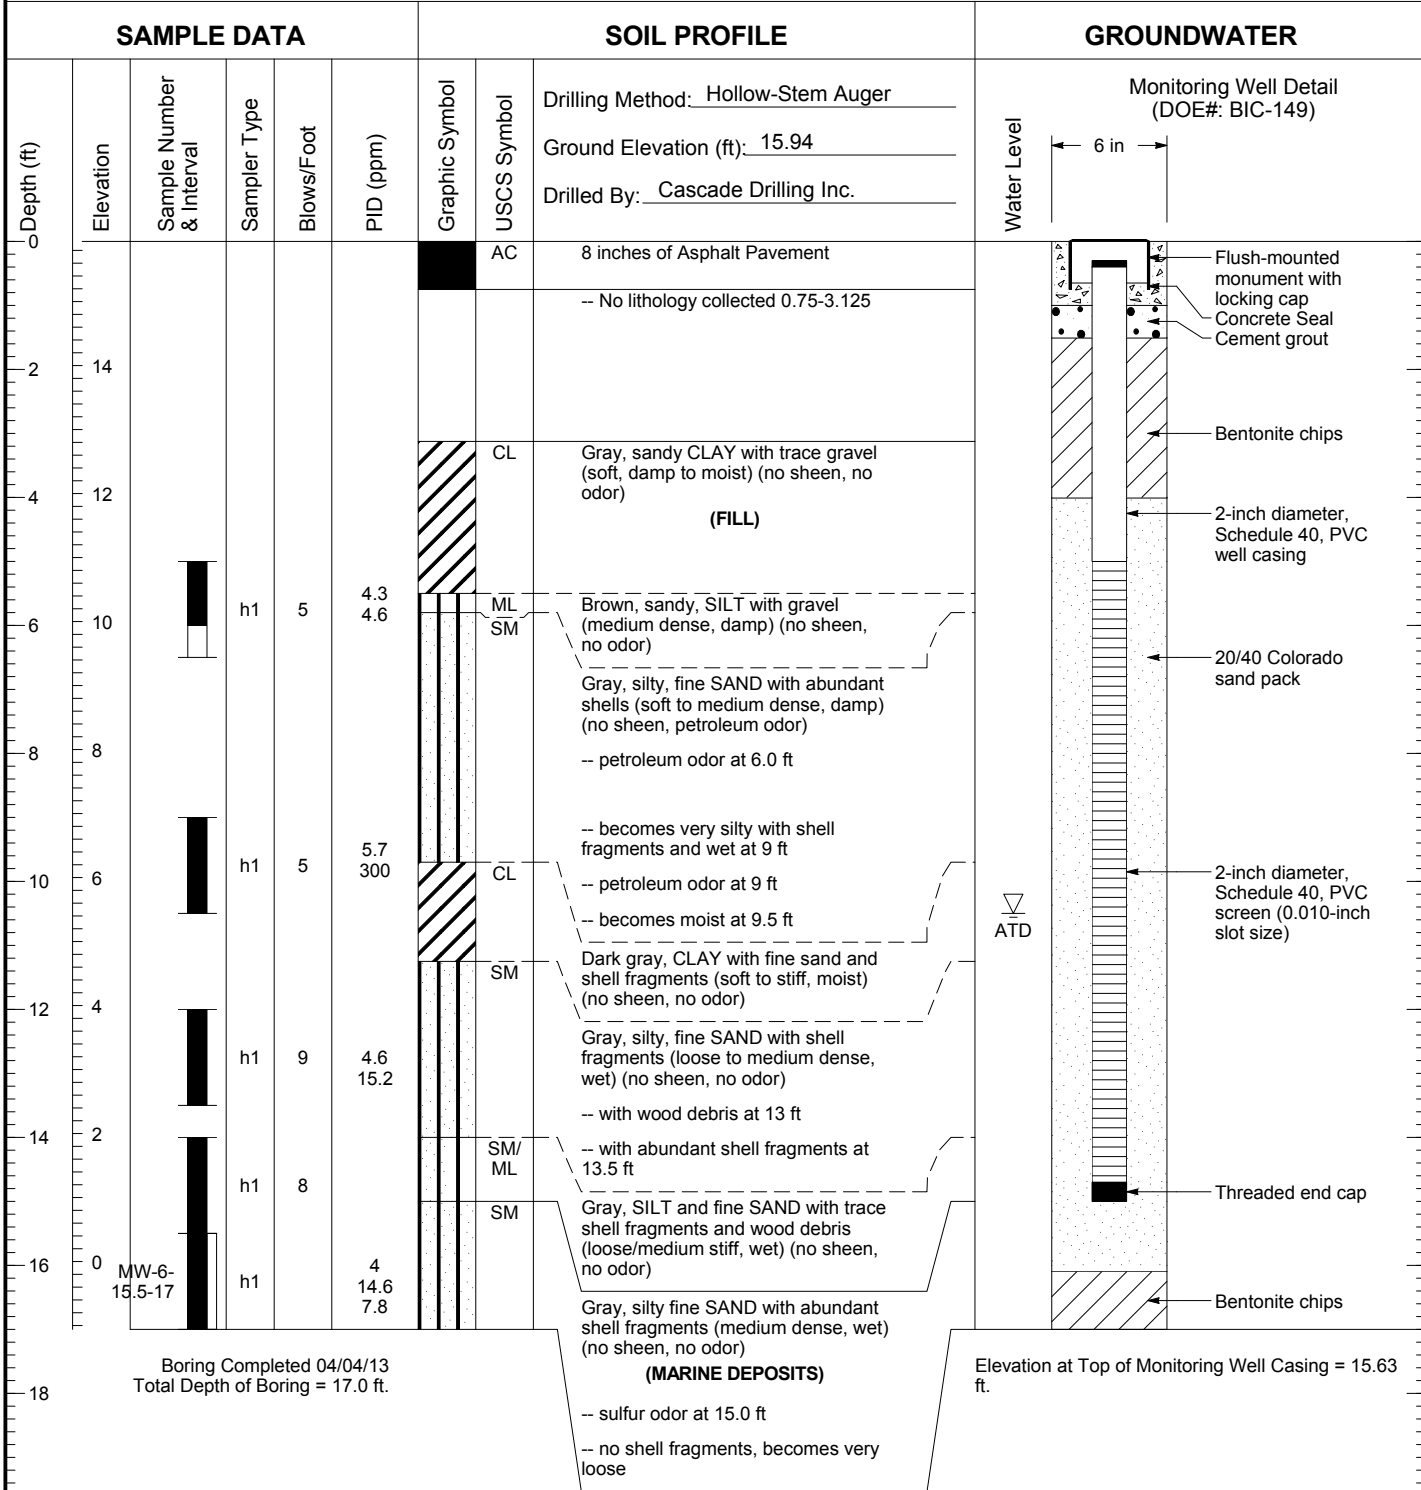 SAMPLE DATA
SOIL PROFILE
GROUNDWATER
Depth (ft)
Elevation
Sample Number
& Interval
Sampler Type
Blows/Foot
PID (ppm)
Graphic Symbol
USCS Symbol
Drilling Method: Hollow-Stem Auger
Ground Elevation (ft): 15.94
Drilled By: Cascade Drilling Inc.
Water Level
Monitoring Well Detail
(DOE#: BIC-149)
6 in
0
2
4
6
8
10
12
14
16
18
14
12
10
8
6
4
2
0
MW-6-
15.5-17
h1
5
4.3
4.6
h1
5
5.7
300
h1
9
4.6
15.2
h1
8
h1
4
14.6
7.8
Boring Completed 04/04/13
Total Depth of Boring = 17.0 ft.
AC
8 inches of Asphalt Pavement
-- No lithology collected 0.75-3.125
CL
Gray, sandy CLAY with trace gravel
(soft, damp to moist) (no sheen, no
odor)
(FILL)
ML
Brown, sandy, SILT with gravel
(medium dense, damp) (no sheen,
no odor)
SM
Gray, silty, fine SAND with abundant
shells (soft to medium dense, damp)
(no sheen, petroleum odor)
-- petroleum odor at 6.0 ft
-- becomes very silty with shell
fragments and wet at 9 ft
-- petroleum odor at 9 ft
-- becomes moist at 9.5 ft
CL
Dark gray, CLAY with fine sand and
shell fragments (soft to stiff, moist)
(no sheen, no odor)
SM
Gray, silty, fine SAND with shell
fragments (loose to medium dense,
wet) (no sheen, no odor)
-- with wood debris at 13 ft
-- with abundant shell fragments at
13.5 ft
SM/
ML
Gray, SILT and fine SAND with trace
shell fragments and wood debris
(loose/medium stiff, wet) (no sheen,
no odor)
SM
Gray, silty fine SAND with abundant
shell fragments (medium dense, wet)
(no sheen, no odor)
(MARINE DEPOSITS)
-- sulfur odor at 15.0 ft
-- no shell fragments, becomes very
loose
ATD
Flush-mounted
monument with
locking cap
Concrete Seal
Cement grout
Bentonite chips
2-inch diameter,
Schedule 40, PVC
well casing
20/40 Colorado
sand pack
2-inch diameter,
Schedule 40, PVC
screen (0.010-inch
slot size)
Threaded end cap
Bentonite chips
Elevation at Top of Monitoring Well Casing = 15.63
ft.